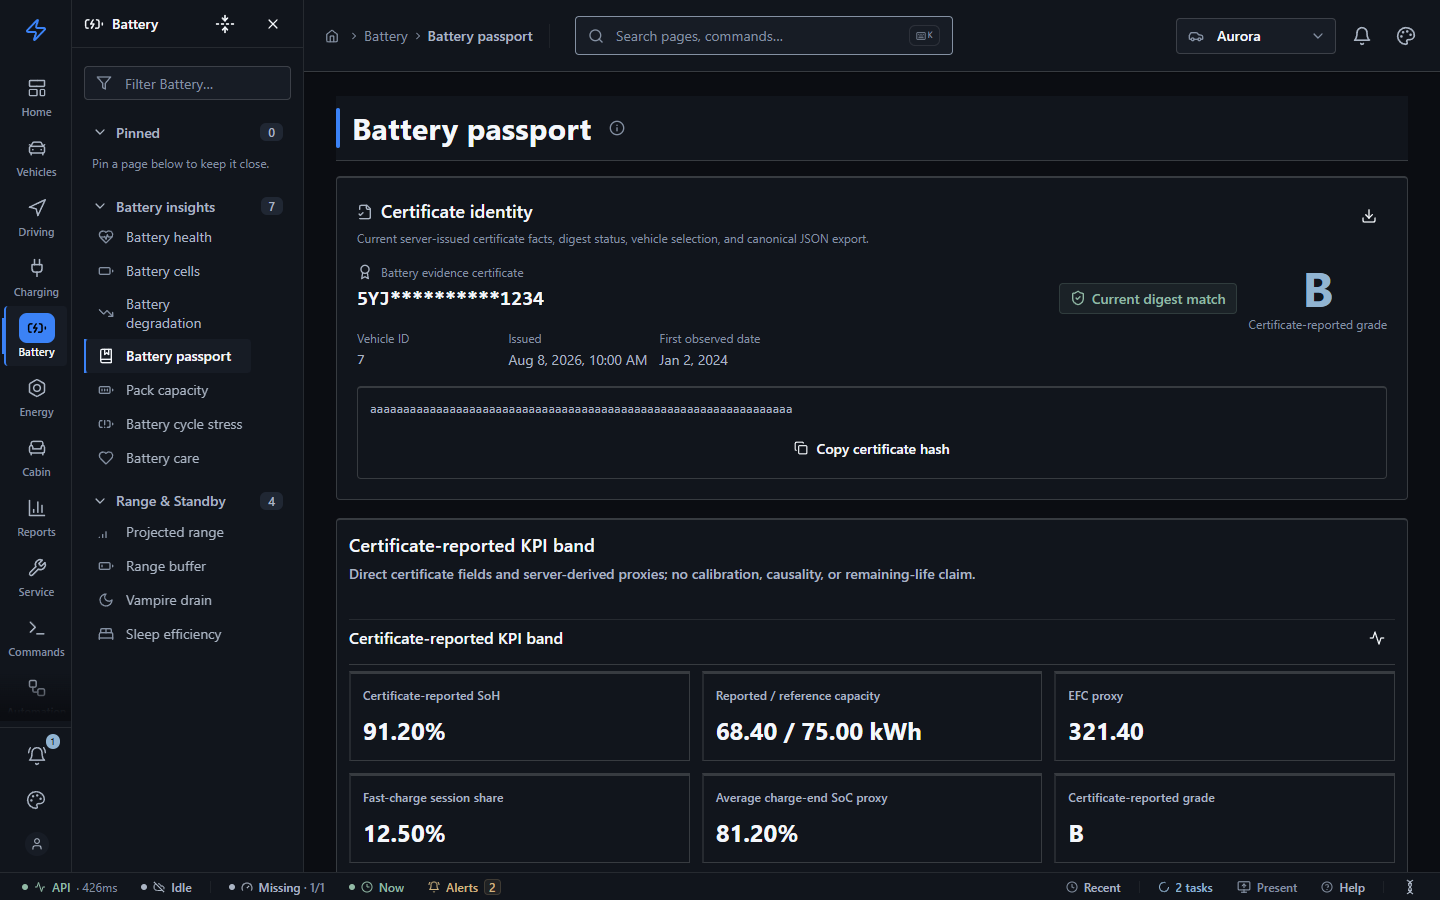 Battery
Battery
Battery passport
Search pages, commands...
K
Aurora
Home
Vehicles
Driving
Charging
Battery
Energy
Cabin
Reports
Service
Commands
1
Filter Battery...
Pinned
0
Pin a page below to keep it close.
Battery insights
7
Battery health
Battery cells
Battery
degradation
Battery passport
Pack capacity
Battery cycle stress
Battery care
Range & Standby
4
Projected range
Range buffer
Vampire drain
Sleep efficiency
Battery passport
Certificate identity
Current server-issued certificate facts, digest status, vehicle selection, and canonical JSON export.
Battery evidence certificate
5YJ**********1234
Current digest match
B
Certificate-reported grade
Vehicle ID
7
Issued
Aug 8, 2026, 10:00 AM
First observed date
Jan 2, 2024
aaaaaaaaaaaaaaaaaaaaaaaaaaaaaaaaaaaaaaaaaaaaaaaaaaaaaaaaaaaaaaaa
Copy certificate hash
Certificate-reported KPI band
Direct certificate fields and server-derived proxies; no calibration, causality, or remaining-life claim.
Certificate-reported KPI band
Certificate-reported SoH
91.20%
Reported / reference capacity
68.40 / 75.00 kWh
EFC proxy
321.40
Fast-charge session share
12.50%
Average charge-end SoC proxy
81.20%
Certificate-reported grade
B
API · 426ms
Idle
Missing · 1/1
Now
Alerts 2
Recent
2 tasks
Present
Help